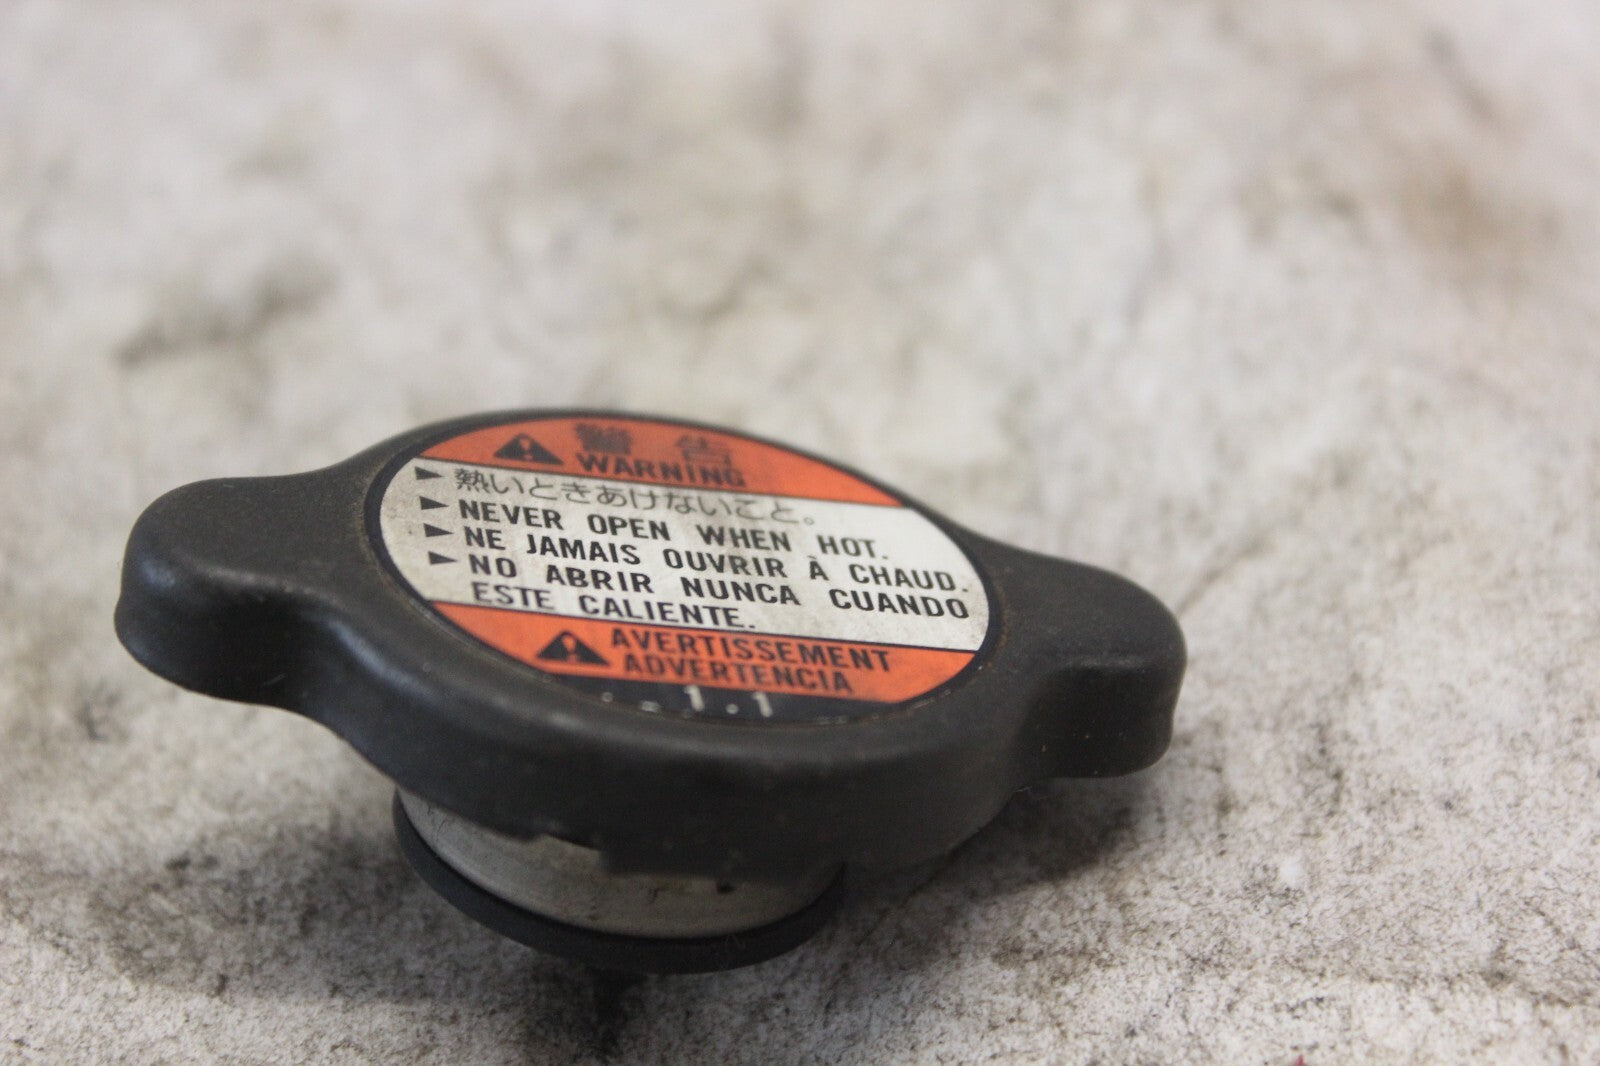 警告
WARNING
熱いときあけないこと。
NEVER OPEN WHEN HOT.
NE JAMAIS OUVRIR À CHAUD.
NO ABRIR NUNCA CUANDO
ESTE CALIENTE.
AVERTISSEMENT
ADVERTENCIA
1.1